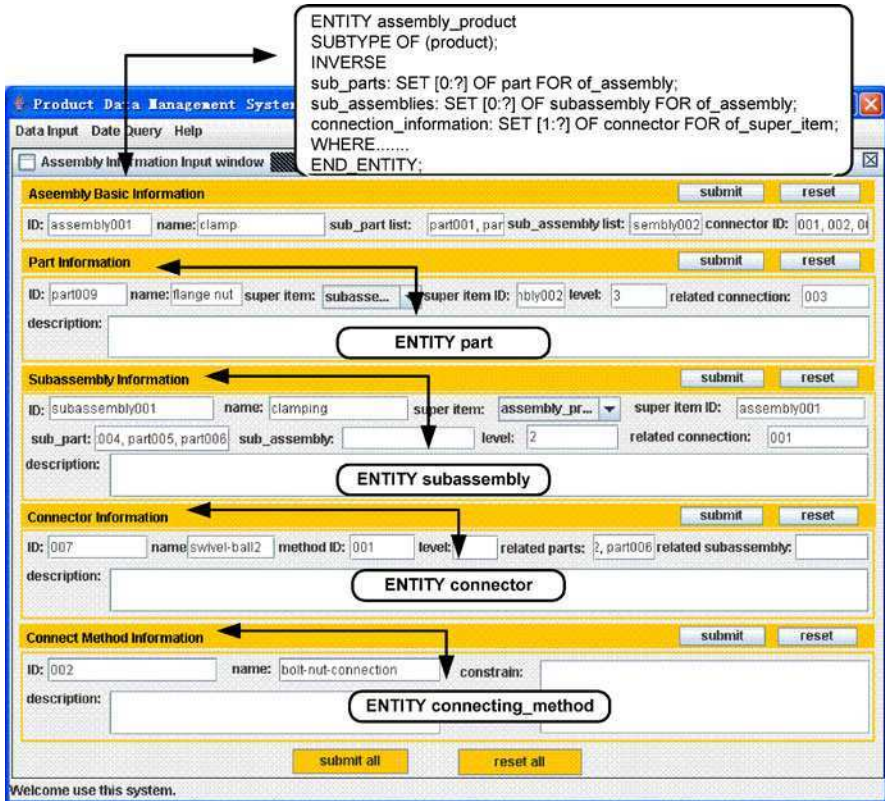 ENTITY assembly_product
SUBTYPE OF (product);
INVERSE
sub_parts: SET [0:?] OF part FOR of_assembly;
sub_assemblies: SET [0:?] OF subassembly FOR of_assembly;
connection_information: SET [1:?] OF connector FOR of_super_item;
WHERE.......
END_ENTITY;
Product Data Management System
Data Input Date Query Help
Assembly Information Input window
Aseembly Basic Information submit reset
ID: assembly001 name: clamp sub_part list: part001, par sub_assembly list: sembly002 connector ID: 001, 002, 0
Part Information submit reset
ID: part009 name: flange nut super item: subasse... super item ID: nbly002 level: 3 related connection: 003
description:
ENTITY part
Subassembly Information submit reset
ID: subassembly001 name: clamping super item: assembly_pr... super item ID: assembly001
sub_part: 004, part005, part006 sub_assembly: level: 2 related connection: 001
description:
ENTITY subassembly
Connector Information submit reset
ID: 007 name swivel-ball2 method ID: 001 level: related parts: 2, part006 related subassembly:
description:
ENTITY connector
Connect Method Information submit reset
ID: 002 name: bolt-nut-connection constrain:
description:
ENTITY connecting_method
submit all reset all
Welcome use this system.